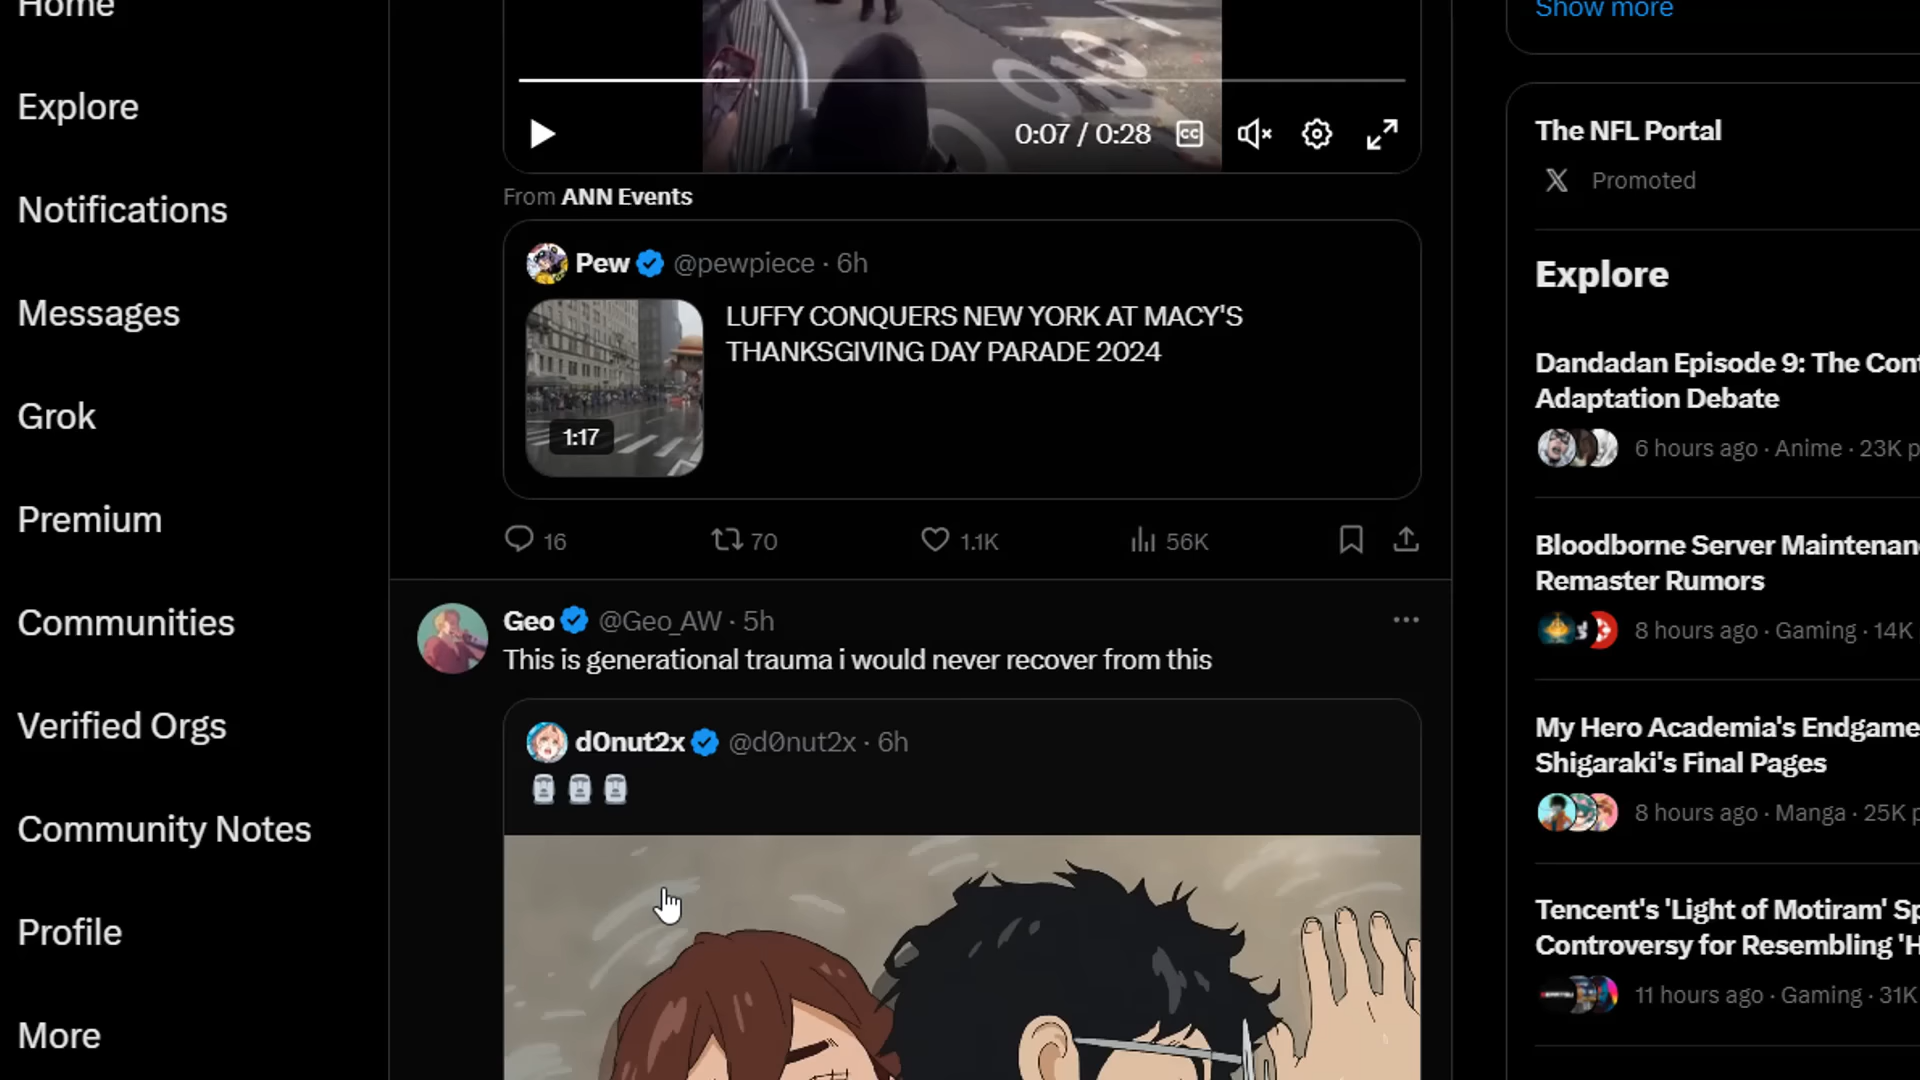 Home
Explore
Notifications
Messages
Grok
Premium
Communities
Verified Orgs
Community Notes
Profile
More
0:07 / 0:28
CC
From ANN Events
Pew @pewpiece · 6h
LUFFY CONQUERS NEW YORK AT MACY'S
THANKSGIVING DAY PARADE 2024
1:17
16 70 1.1K 56K
Geo @Geo_AW · 5h
This is generational trauma i would never recover from this
d0nut2x @d0nut2x · 6h
🗿🗿🗿
Show more
The NFL Portal
Promoted
Explore
Dandadan Episode 9: The Con
Adaptation Debate
6 hours ago · Anime · 23K p
Bloodborne Server Maintenan
Remaster Rumors
8 hours ago · Gaming · 14K
My Hero Academia's Endgame
Shigaraki's Final Pages
8 hours ago · Manga · 25K p
Tencent's 'Light of Motiram' Sp
Controversy for Resembling 'H
11 hours ago · Gaming · 31K